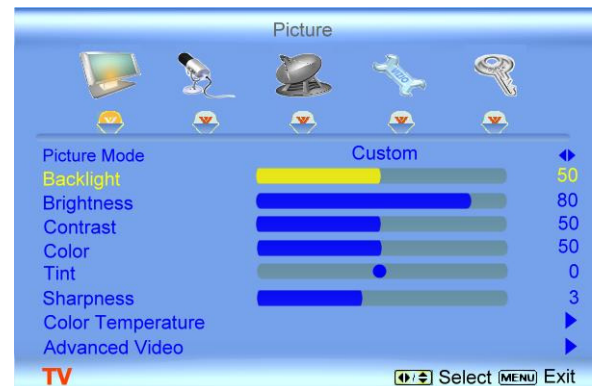 Picture
Picture Mode Custom
Backlight 50
Brightness 80
Contrast 50
Color 50
Tint 0
Sharpness 3
Color Temperature
Advanced Video
TV Select MENU Exit